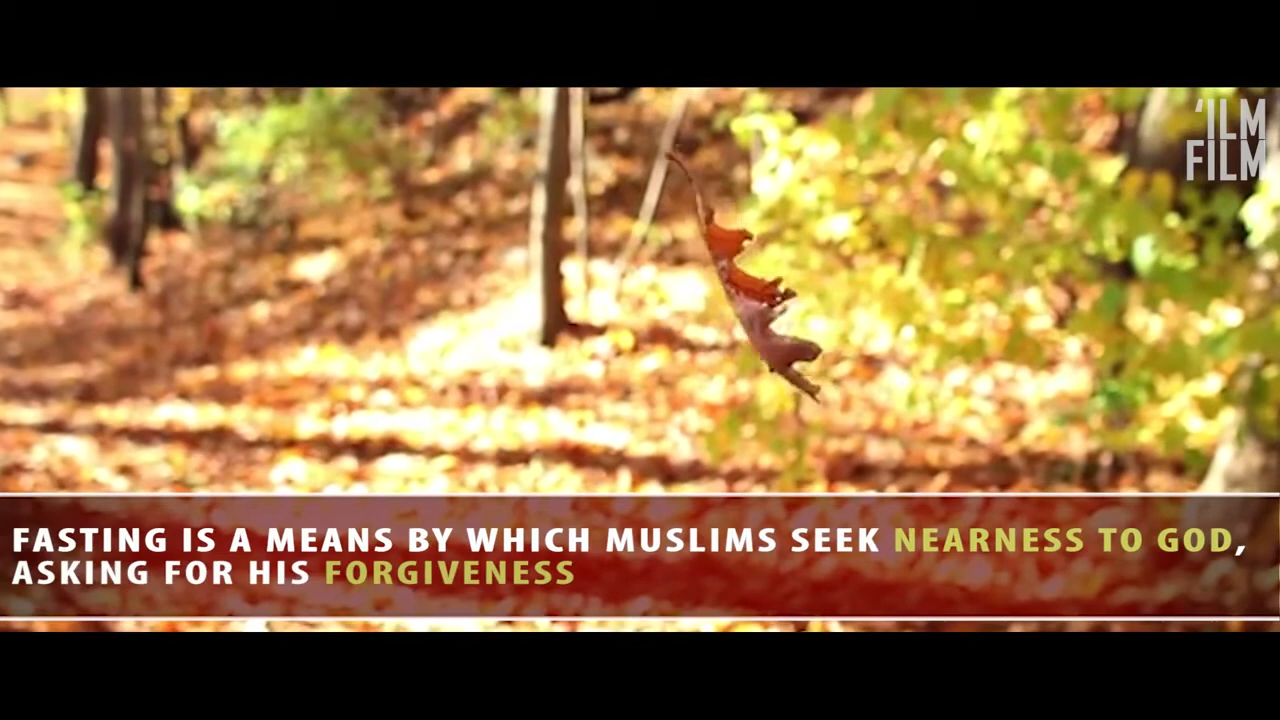 ‘ILM
FILM
FASTING IS A MEANS BY WHICH MUSLIMS SEEK NEARNESS TO GOD,
ASKING FOR HIS FORGIVENESS